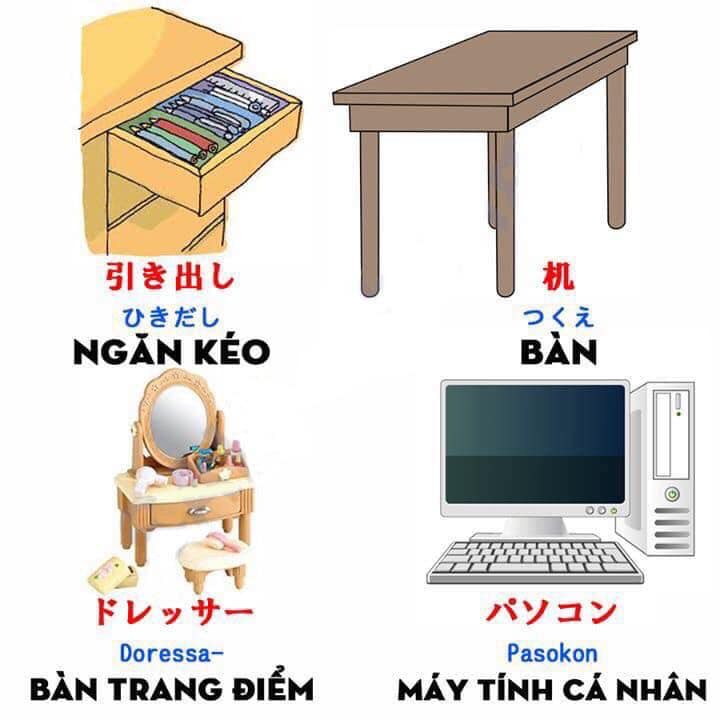 引き出し
ひきだし
NGĂN KÉO
机
つくえ
BÀN
ドレッサー
Doressa-
BÀN TRANG ĐIỂM
パソコン
Pasokon
MÁY TÍNH CÁ NHÂN